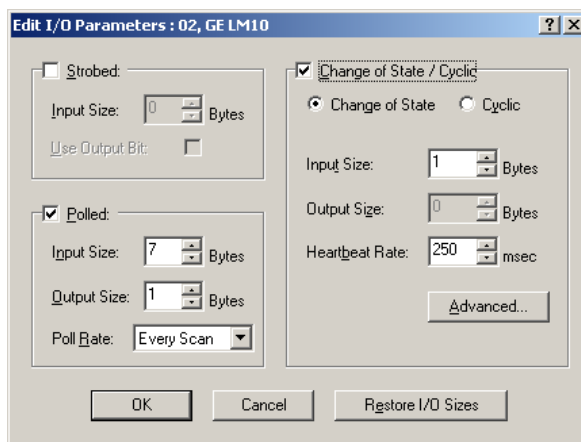 Edit I/O Parameters : 02, GE LM10
Strobed:
Input Size: 0 Bytes
Use Output Bit:
Polled:
Input Size: 7 Bytes
Output Size: 1 Bytes
Poll Rate: Every Scan
Change of State / Cyclic
Change of State Cyclic
Input Size: 1 Bytes
Output Size: 0 Bytes
Heartbeat Rate: 250 msec
Advanced...
OK Cancel Restore I/O Sizes